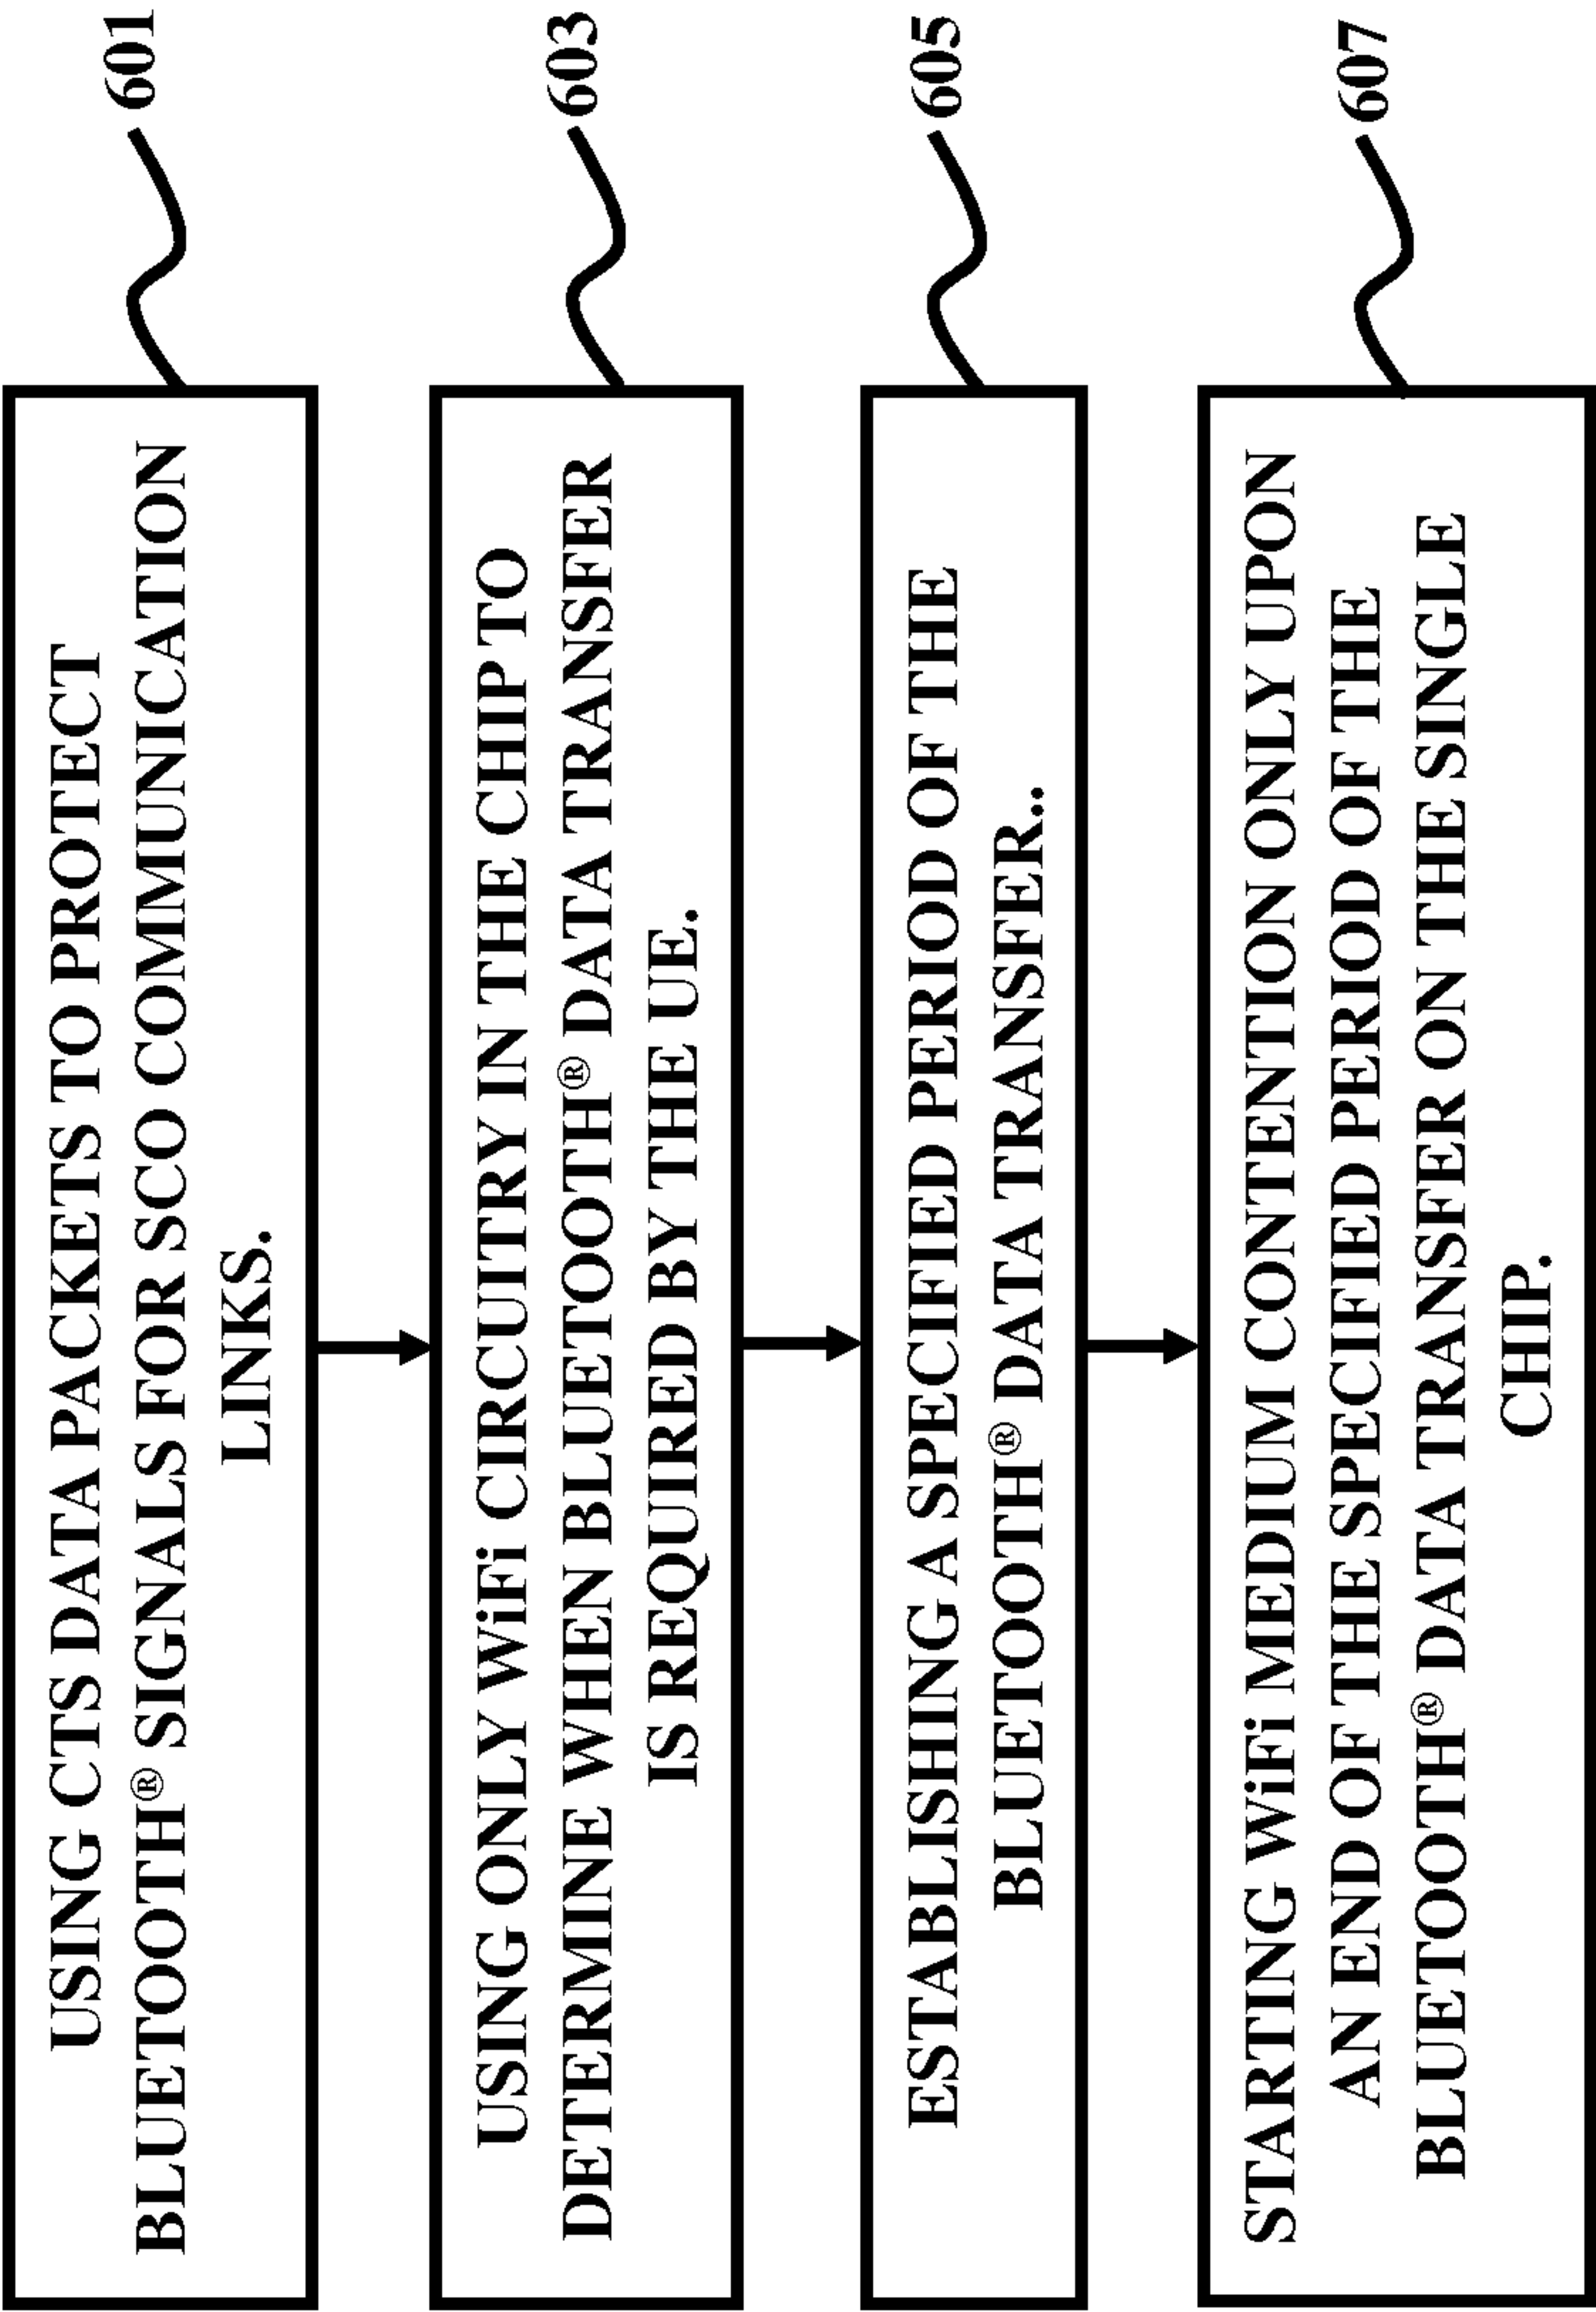 USING CTS DATA PACKETS TO PROTECT
BLUETOOTH® SIGNALS FOR SCO COMMUNICATION
LINKS.
601
USING ONLY WiFi CIRCUITRY IN THE CHIP TO
DETERMINE WHEN BLUETOOTH® DATA TRANSFER
IS REQUIRED BY THE UE.
603
ESTABLISHING A SPECIFIED PERIOD OF THE
BLUETOOTH® DATA TRANSFER..
605
STARTING WiFi MEDIUM CONTENTION ONLY UPON
AN END OF THE SPECIFIED PERIOD OF THE
BLUETOOTH® DATA TRANSFER ON THE SINGLE
CHIP.
607